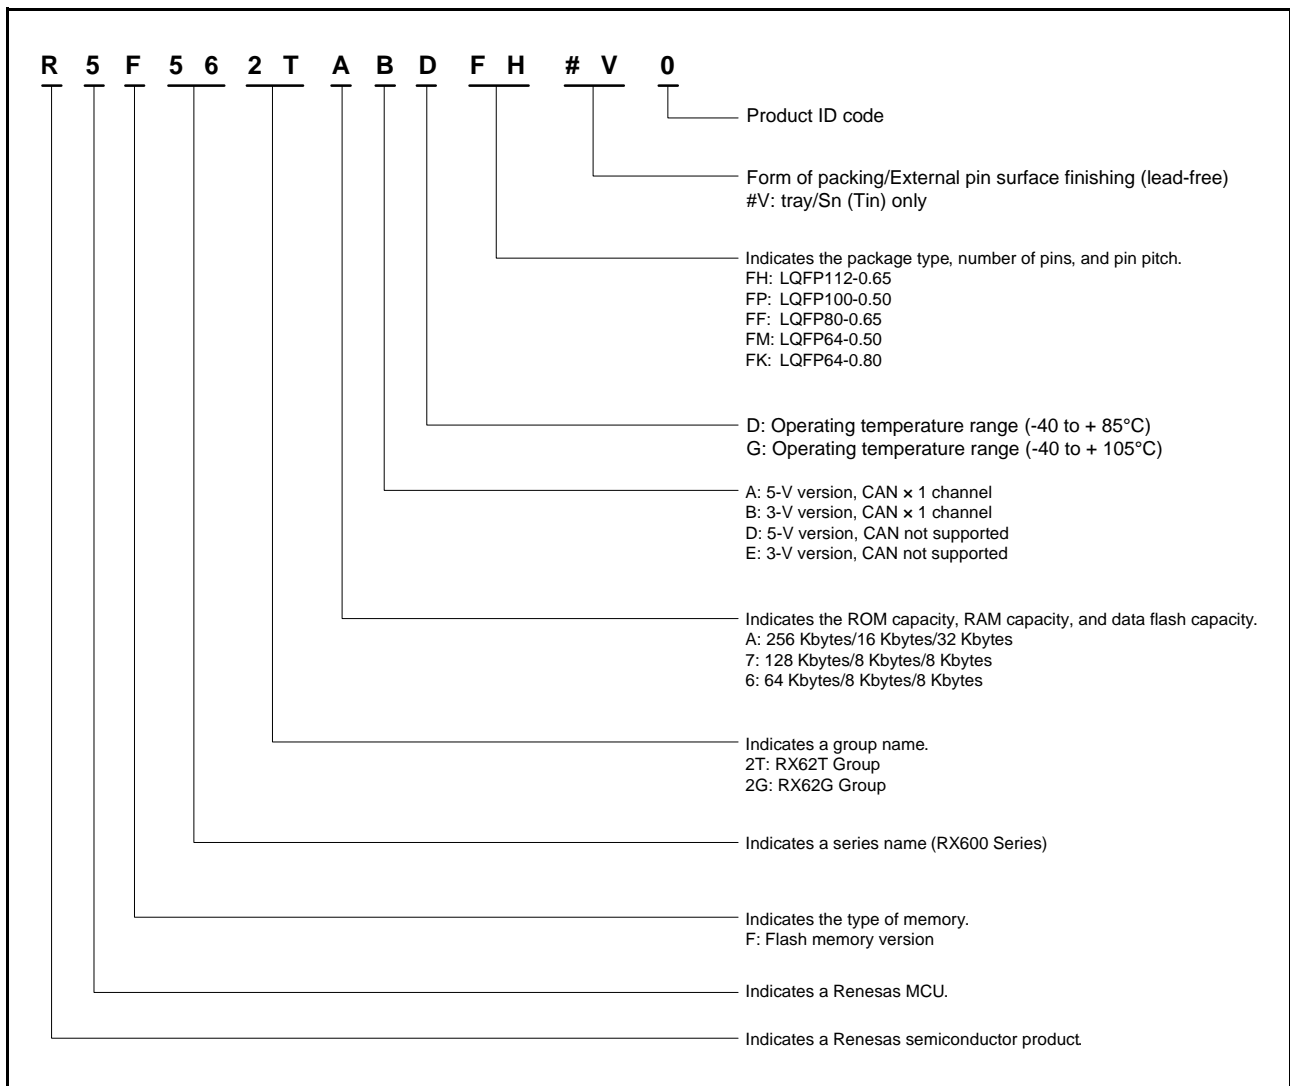 R 5 F 5 6 2 T A B D F H # V 0
Product ID code
Form of packing/External pin surface finishing (lead-free)
#V: tray/Sn (Tin) only
Indicates the package type, number of pins, and pin pitch.
FH: LQFP112-0.65
FP: LQFP100-0.50
FF: LQFP80-0.65
FM: LQFP64-0.50
FK: LQFP64-0.80
D: Operating temperature range (-40 to + 85°C)
G: Operating temperature range (-40 to + 105°C)
A: 5-V version, CAN × 1 channel
B: 3-V version, CAN × 1 channel
D: 5-V version, CAN not supported
E: 3-V version, CAN not supported
Indicates the ROM capacity, RAM capacity, and data flash capacity.
A: 256 Kbytes/16 Kbytes/32 Kbytes
7: 128 Kbytes/8 Kbytes/8 Kbytes
6: 64 Kbytes/8 Kbytes/8 Kbytes
Indicates a group name.
2T: RX62T Group
2G: RX62G Group
Indicates a series name (RX600 Series)
Indicates the type of memory.
F: Flash memory version
Indicates a Renesas MCU.
Indicates a Renesas semiconductor product.